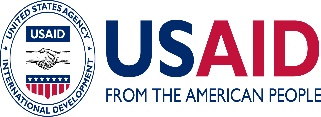 UNITED STATES AGENCY
USAID
INTERNATIONAL DEVELOPMENT
USAID
FROM THE AMERICAN PEOPLE